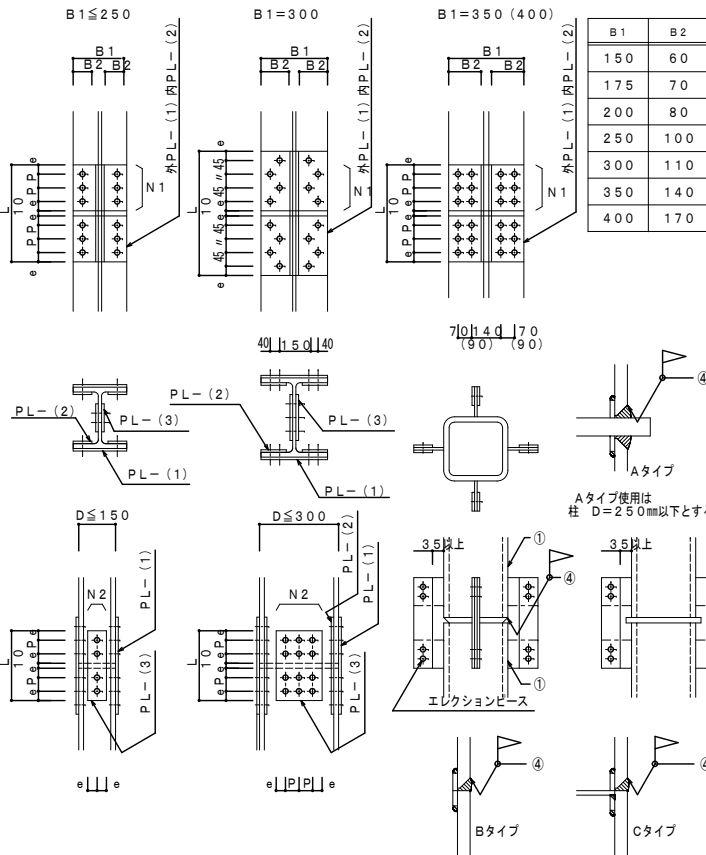 B1≦250
B1=300
B1=350(400)
B1
B2
B2
B1
B2
B2
B1
B2
B2
外PL-(1)内PL-(2)
外PL-(1)内PL-(2)
外PL-(1)内PL-(2)
B1 B2
150 60
175 70
200 80
250 100
300 110
350 140
400 170
e
P
P
e
e
P
P
e
L
10
N1
e
45
〃
45
e
e
45
〃
45
e
L
10
N1
e
P
P
e
e
P
P
e
L
10
N1
40 150 40
70 140 70
(90) (90)
PL-(2)
PL-(3)
PL-(1)
PL-(2)
PL-(3)
PL-(1)
④
Aタイプ
Aタイプ使用は
柱 D=250㎜以下とする
D≦150
D≦300
N2
N2
PL-(1)
PL-(3)
PL-(2)
PL-(1)
PL-(3)
e
P
e
e
P
e
L
10
e
P
e
e
P
e
L
10
e e
e P P e
35以上
①
④
①
エレクションピース
35以上
④
Bタイプ
④
Cタイプ